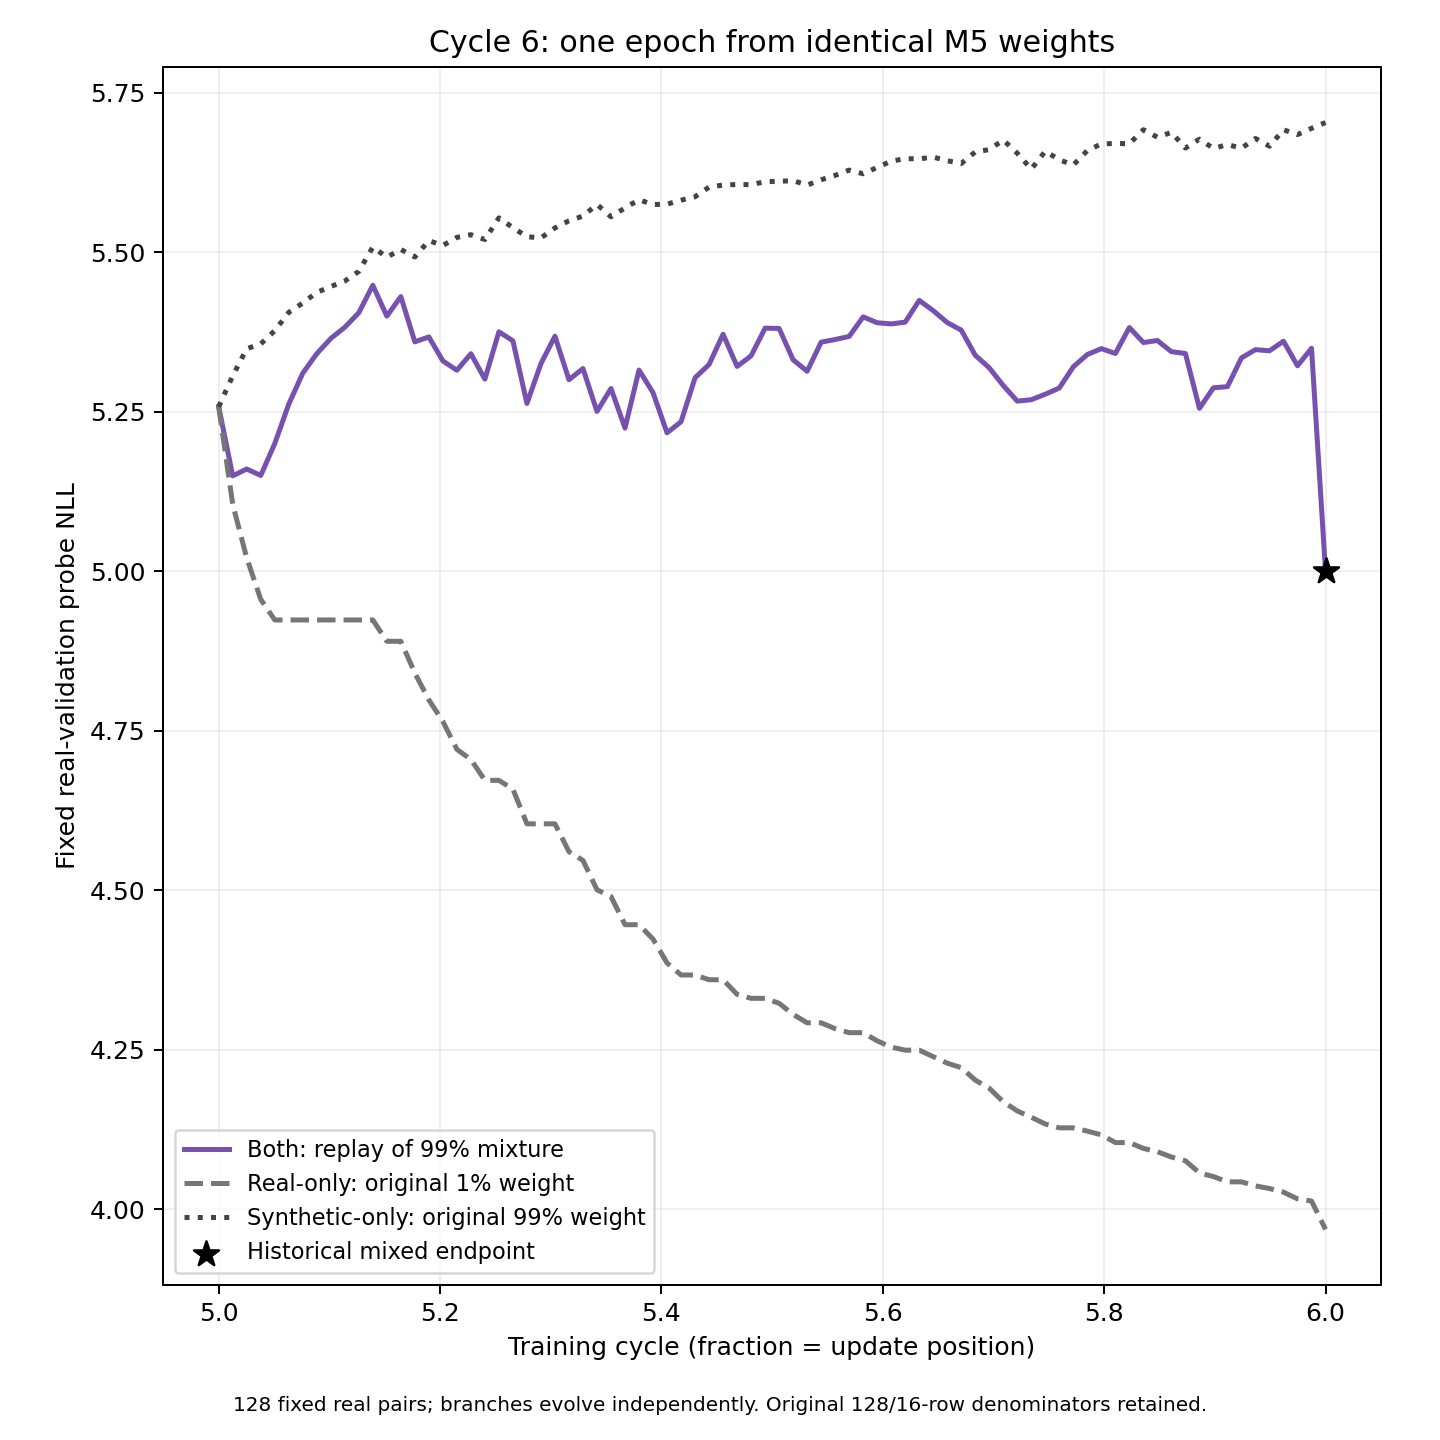 Cycle 6: one epoch from identical M5 weights
Fixed real-validation probe NLL
5.75
5.50
5.25
5.00
4.75
4.50
4.25
4.00
Both: replay of 99% mixture
Real-only: original 1% weight
Synthetic-only: original 99% weight
Historical mixed endpoint
5.0 5.2 5.4 5.6 5.8 6.0
Training cycle (fraction = update position)
128 fixed real pairs; branches evolve independently. Original 128/16-row denominators retained.